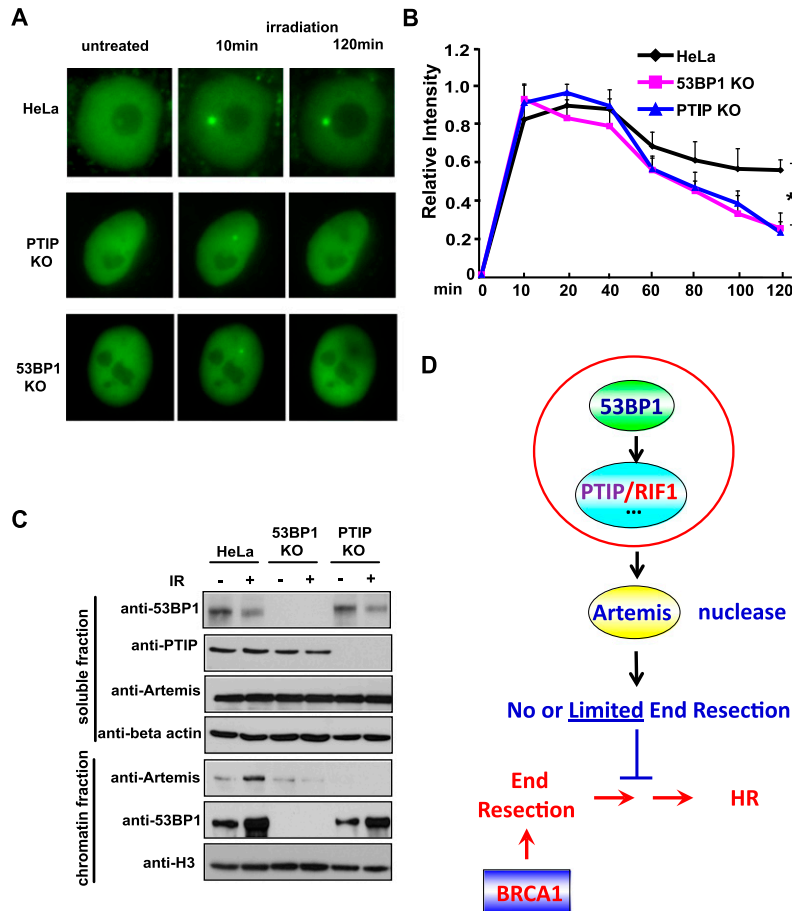 A
irradiation
untreated 10min 120min
HeLa
PTIP
KO
53BP1
KO
B
Relative Intensity
1.2
1.0
0.8
0.6
0.4
0.2
0
min 0 10 20 40 60 80 100 120
HeLa
53BP1 KO
PTIP KO
*
C
HeLa 53BP1 KO PTIP KO
IR - + - + - +
soluble fraction
anti-53BP1
anti-PTIP
anti-Artemis
anti-beta actin
chromatin fraction
anti-Artemis
anti-53BP1
anti-H3
D
53BP1
PTIP/RIF1
...
Artemis nuclease
No or Limited End Resection
End
Resection
HR
BRCA1